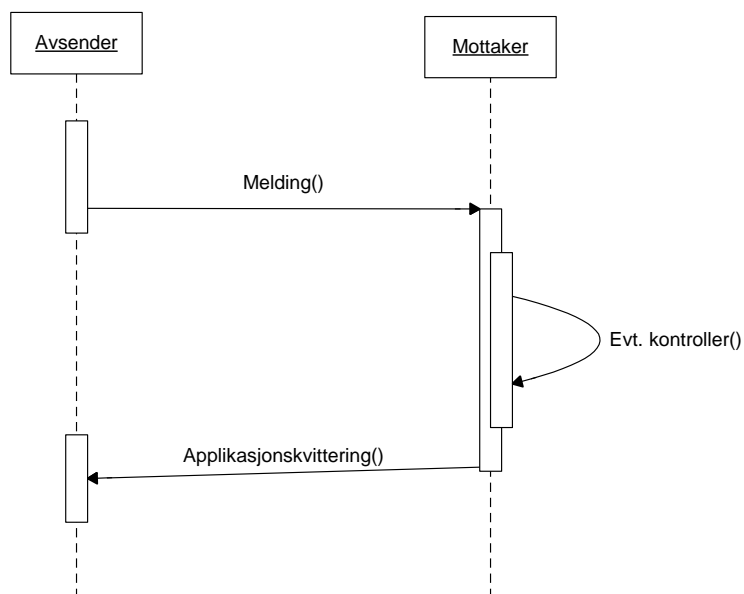 Avsender
Mottaker
Melding()
Evt. kontroller()
Applikasjonskvittering()